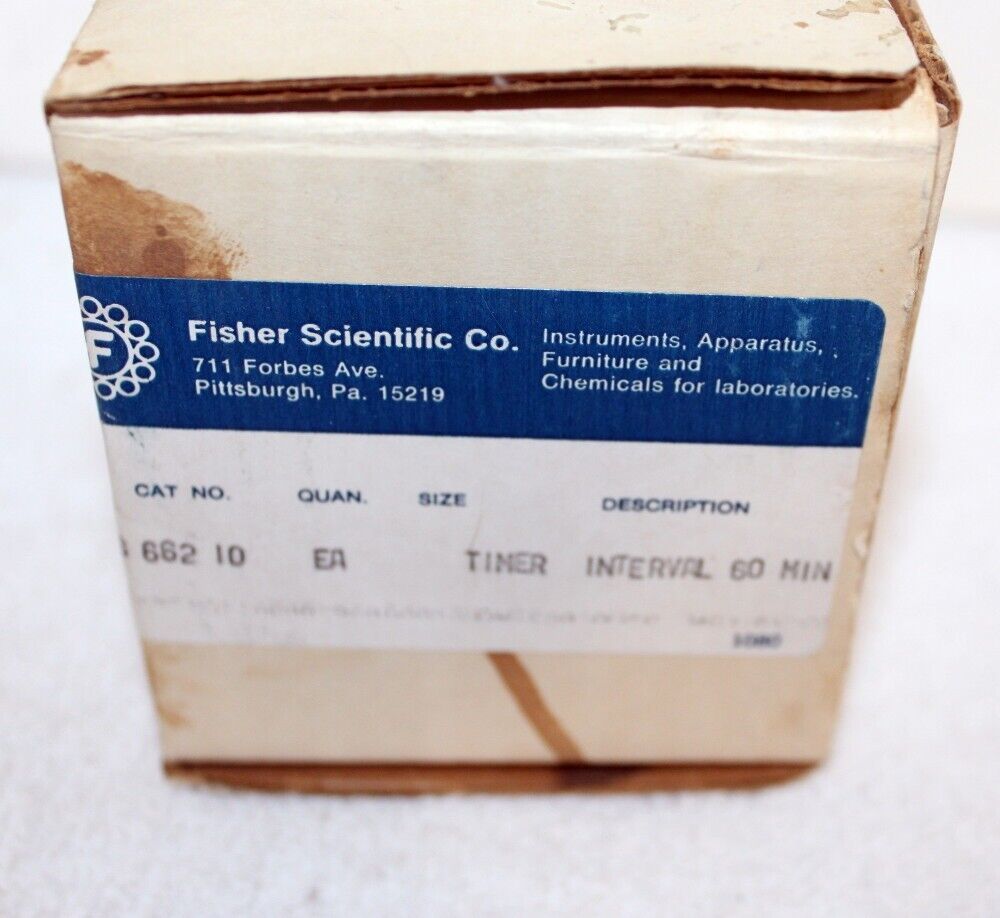 F
Fisher Scientific Co.
711 Forbes Ave.
Pittsburgh, Pa. 15219
Instruments, Apparatus,
Furniture and
Chemicals for laboratories.
CAT NO. QUAN. SIZE DESCRIPTION
662 10 EA TIMER INTERVAL 60 MIN
1080